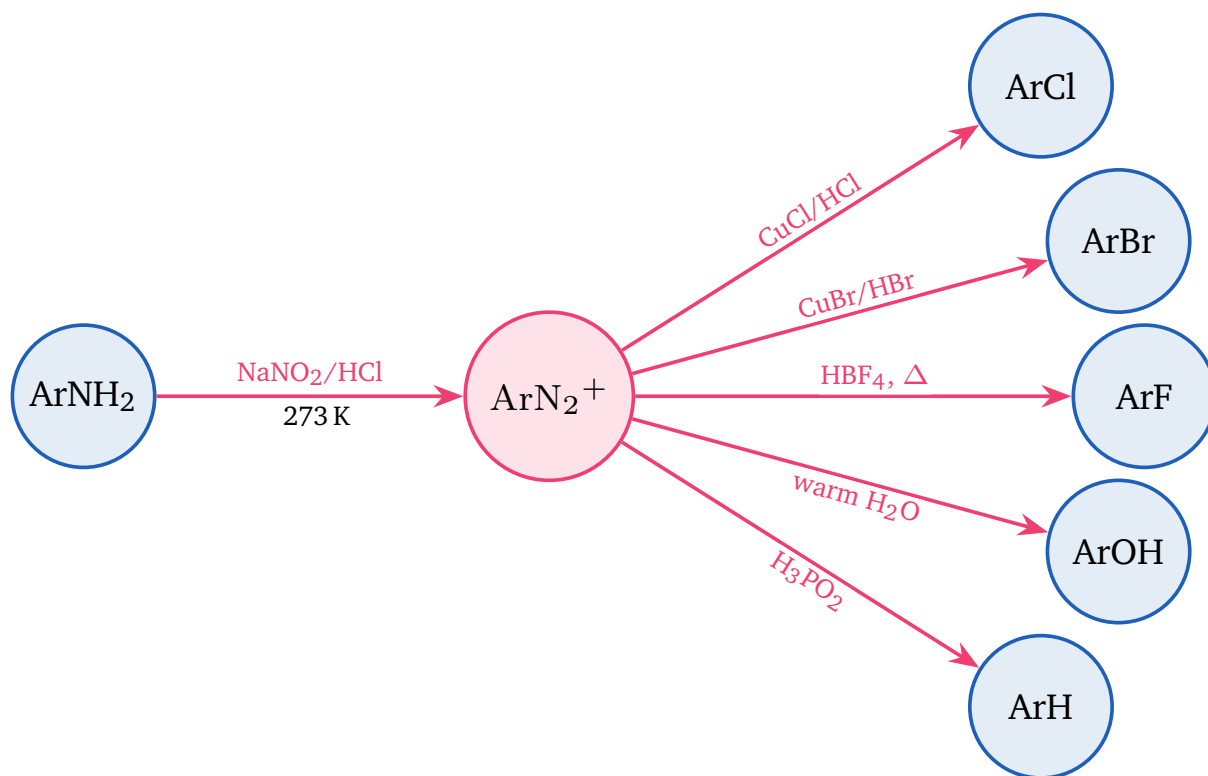 ArCl
CuCl/HCl
ArBr
CuBr/HBr
NaNO₂/HCl
HBF₄, Δ
ArNH₂
ArN₂⁺
ArF
273 K
warm H₂O
ArOH
H₃PO₂
ArH